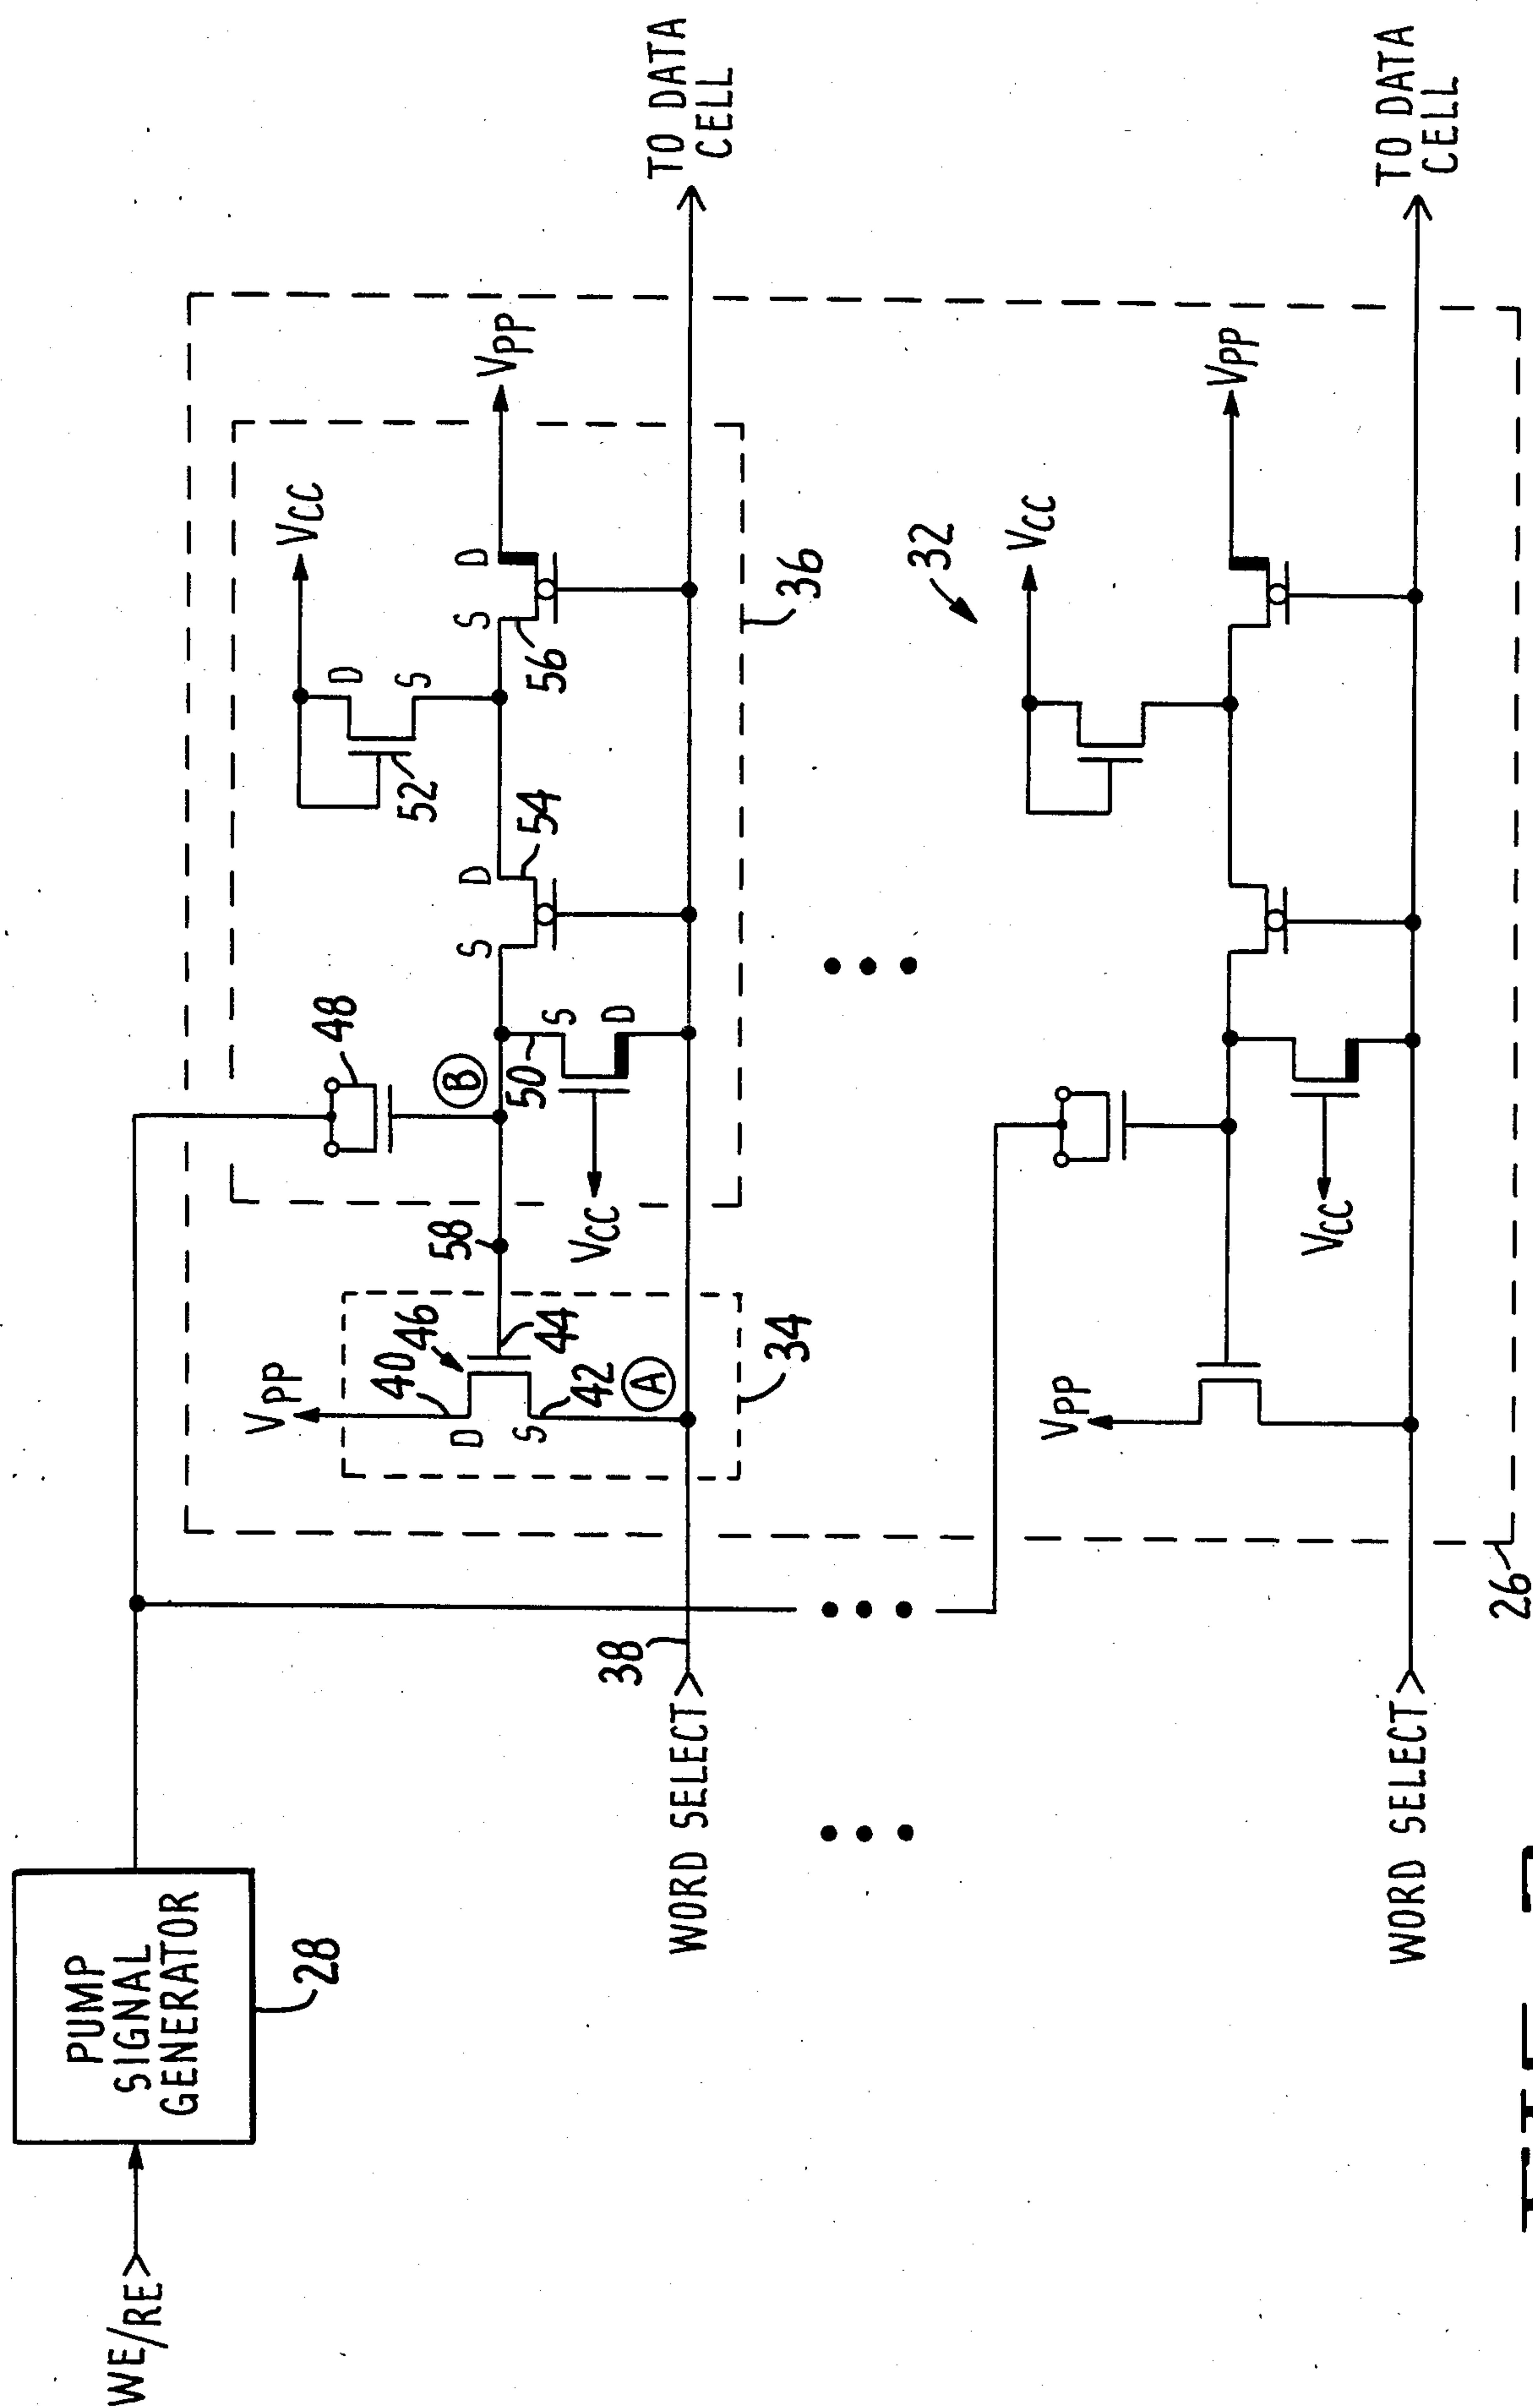 WE/RE
PUMP
SIGNAL
GENERATOR
28
VPP
VCC
48
40
46
D
S
42
44
A
34
58
B
50
S
D
VCC
S
D
54
52
D
S
S
D
56
VPP
36
38
WORD SELECT
TO DATA
CELL
32
VCC
VPP
VPP
VCC
WORD SELECT
TO DATA
CELL
26